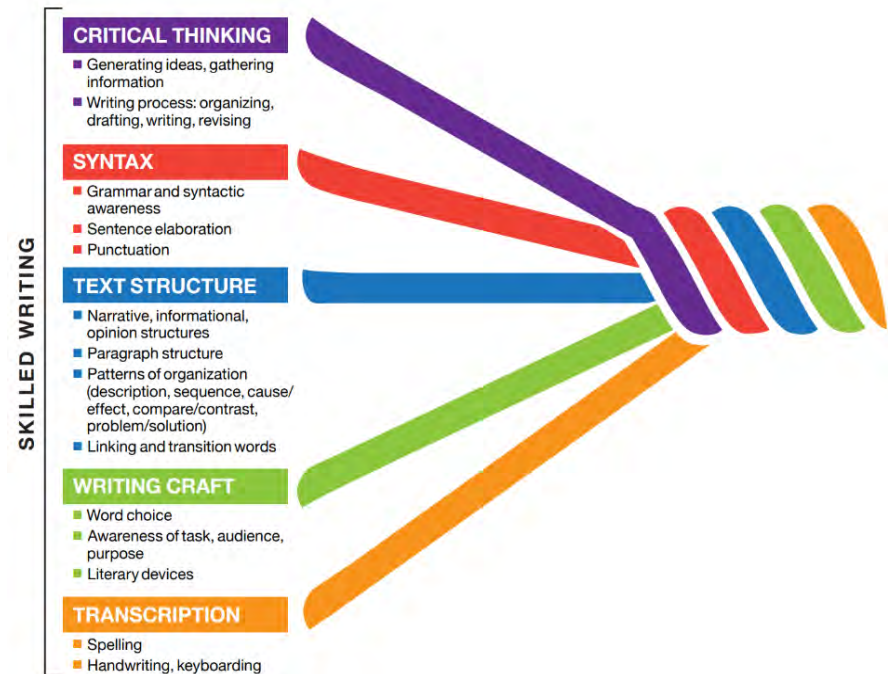 SKILLED WRITING
CRITICAL THINKING
■ Generating ideas, gathering
information
■ Writing process: organizing,
drafting, writing, revising
SYNTAX
■ Grammar and syntactic
awareness
■ Sentence elaboration
■ Punctuation
TEXT STRUCTURE
■ Narrative, informational,
opinion structures
■ Paragraph structure
■ Patterns of organization
(description, sequence, cause/
effect, compare/contrast,
problem/solution)
■ Linking and transition words
WRITING CRAFT
■ Word choice
■ Awareness of task, audience,
purpose
■ Literary devices
TRANSCRIPTION
■ Spelling
■ Handwriting, keyboarding